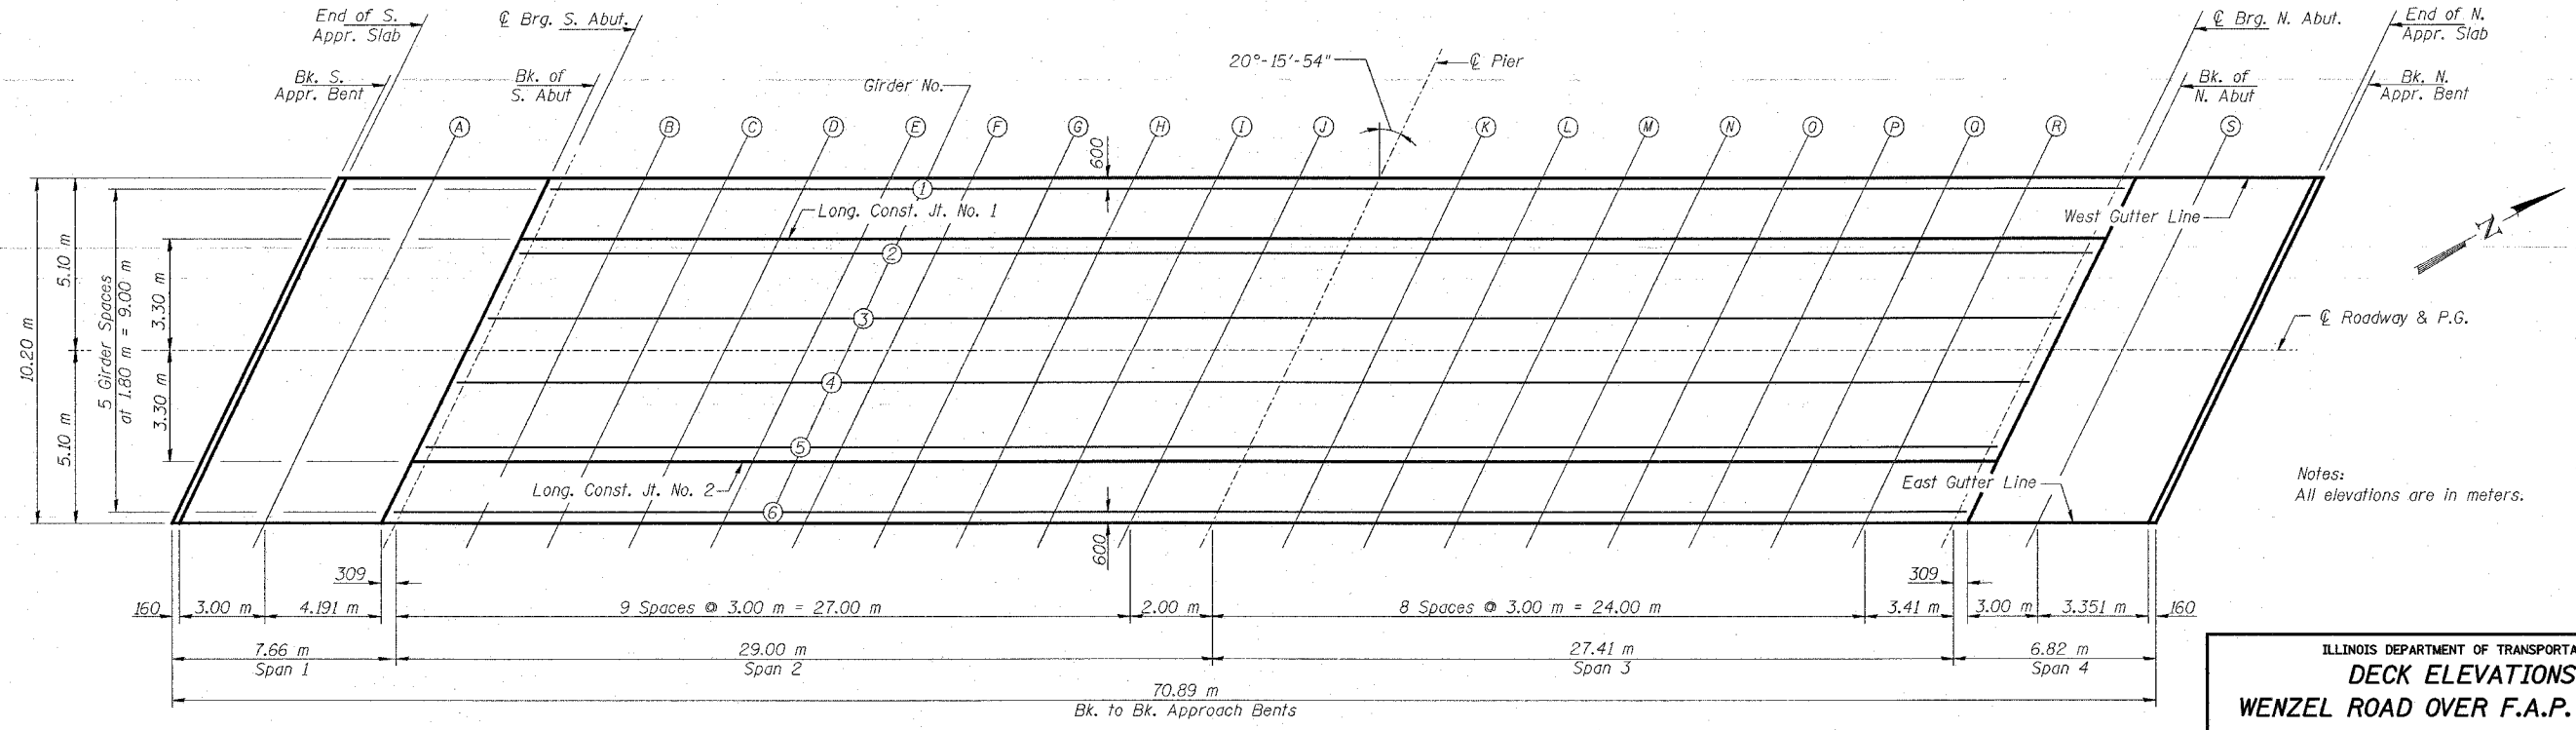 End of S.
Appr. Slab
℄ Brg. S. Abut.
Bk. S.
Appr. Bent
Bk. of
S. Abut
Girder No.
20°-15'-54"
℄ Pier
℄ Brg. N. Abut.
End of N.
Appr. Slab
Bk. of
N. Abut
Bk. N.
Appr. Bent
A B C D E F G H I J K L M N O P Q R S
600
1
Long. Const. Jt. No. 1
West Gutter Line
N
2
10.20 m
5.10 m
5.10 m
5 Girder Spaces
at 1.80 m = 9.00 m
3.30 m
3.30 m
3
℄ Roadway & P.G.
4
5
Long. Const. Jt. No. 2
East Gutter Line
6
Notes:
All elevations are in meters.
600
309
309
160
3.00 m
4.191 m
9 Spaces @ 3.00 m = 27.00 m
2.00 m
8 Spaces @ 3.00 m = 24.00 m
3.41 m
3.00 m
3.351 m
160
7.66 m
Span 1
29.00 m
Span 2
27.41 m
Span 3
6.82 m
Span 4
70.89 m
Bk. to Bk. Approach Bents
ILLINOIS DEPARTMENT OF TRANSPORTA
DECK ELEVATIONS
WENZEL ROAD OVER F.A.P.